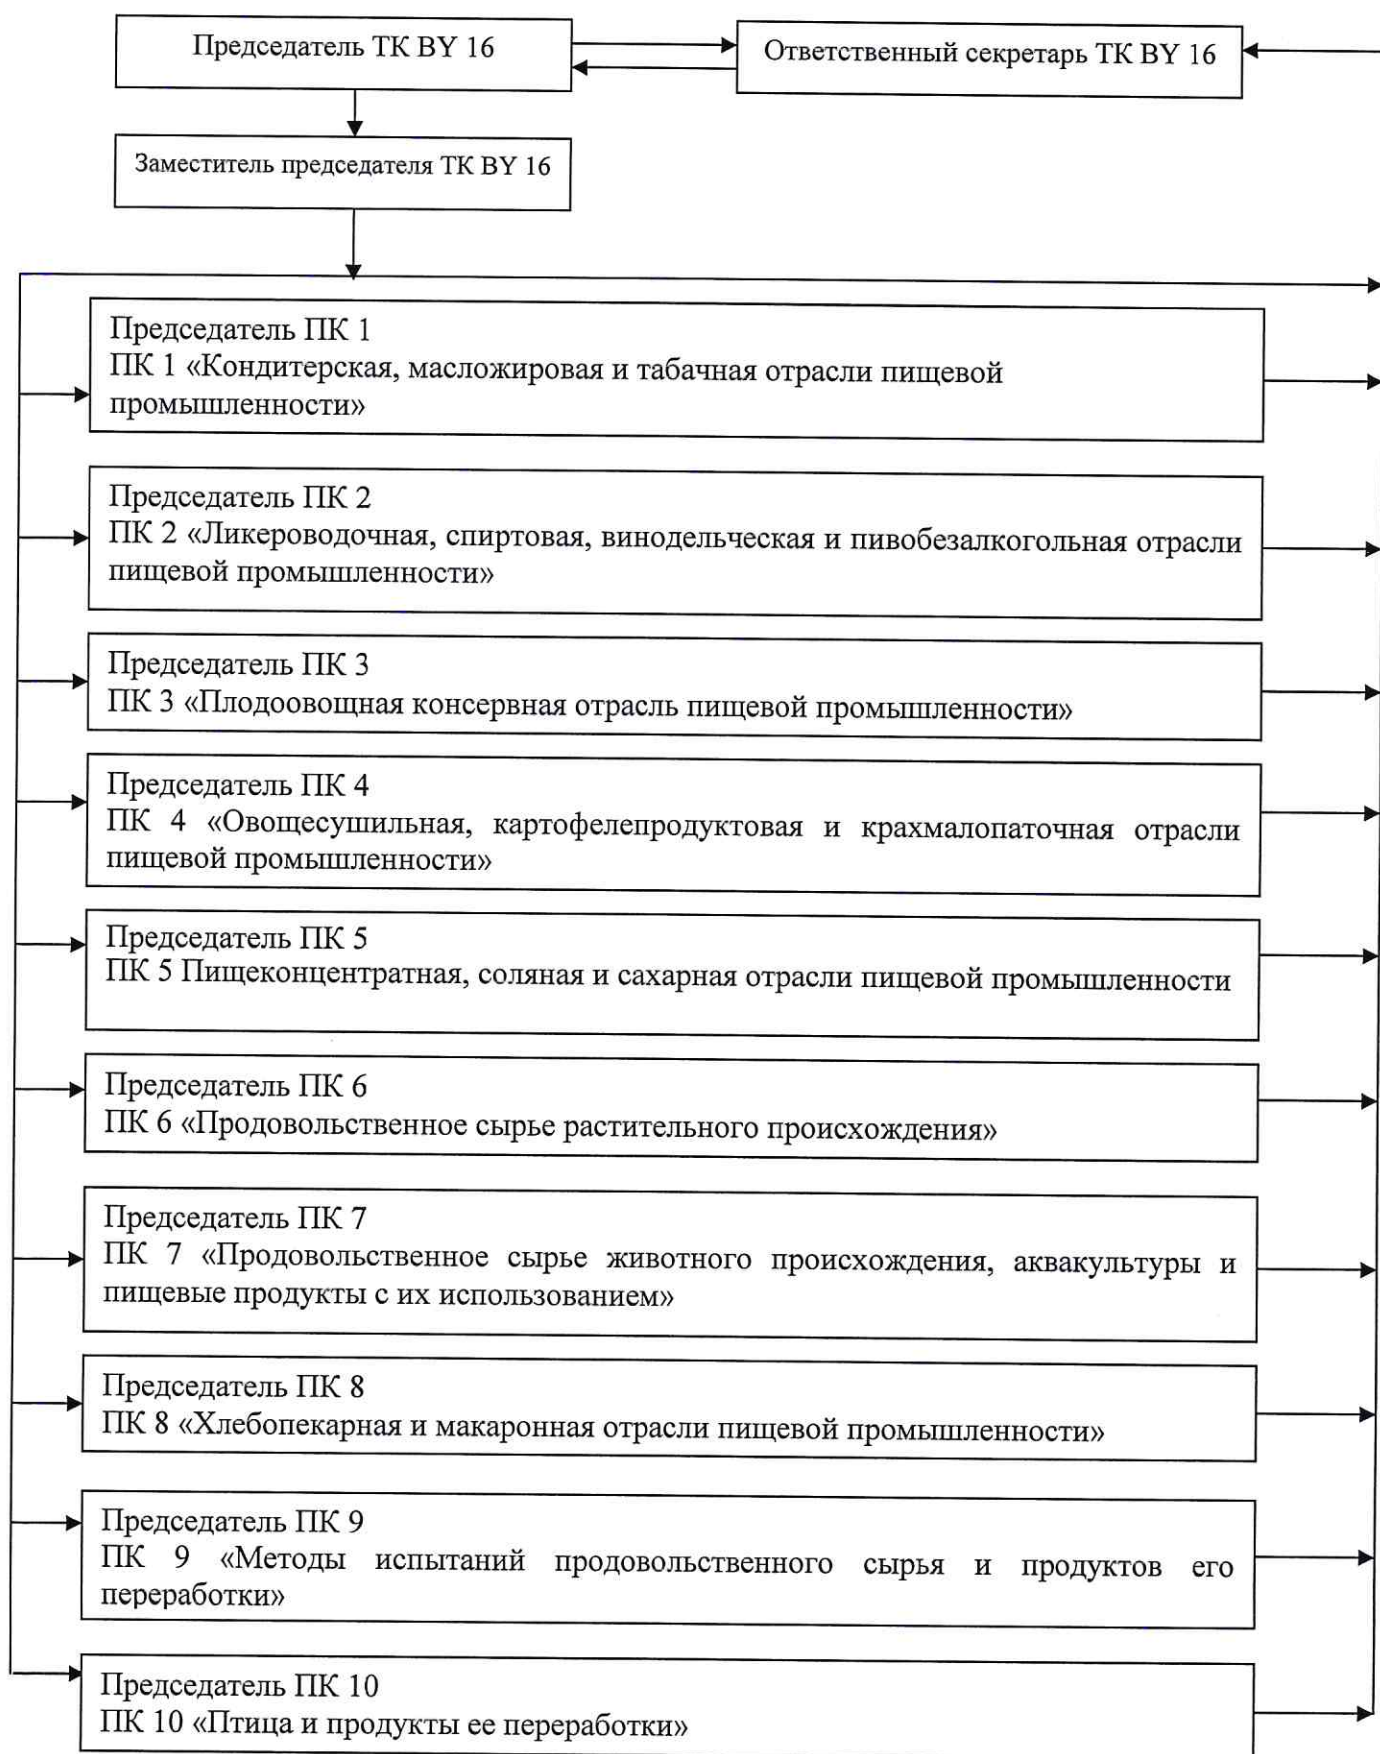 Председатель ТК BY 16
Ответственный секретарь ТК BY 16
Заместитель председателя ТК BY 16
Председатель ПК 1
ПК 1 «Кондитерская, масложировая и табачная отрасли пищевой
промышленности»
Председатель ПК 2
ПК 2 «Ликероводочная, спиртовая, винодельческая и пивобезалкогольная отрасли
пищевой промышленности»
Председатель ПК 3
ПК 3 «Плодоовощная консервная отрасль пищевой промышленности»
Председатель ПК 4
ПК 4 «Овощесушильная, картофелепродуктовая и крахмалопаточная отрасли
пищевой промышленности»
Председатель ПК 5
ПК 5 Пищеконцентратная, соляная и сахарная отрасли пищевой промышленности
Председатель ПК 6
ПК 6 «Продовольственное сырье растительного происхождения»
Председатель ПК 7
ПК 7 «Продовольственное сырье животного происхождения, аквакультуры и
пищевые продукты с их использованием»
Председатель ПК 8
ПК 8 «Хлебопекарная и макаронная отрасли пищевой промышленности»
Председатель ПК 9
ПК 9 «Методы испытаний продовольственного сырья и продуктов его
переработки»
Председатель ПК 10
ПК 10 «Птица и продукты ее переработки»